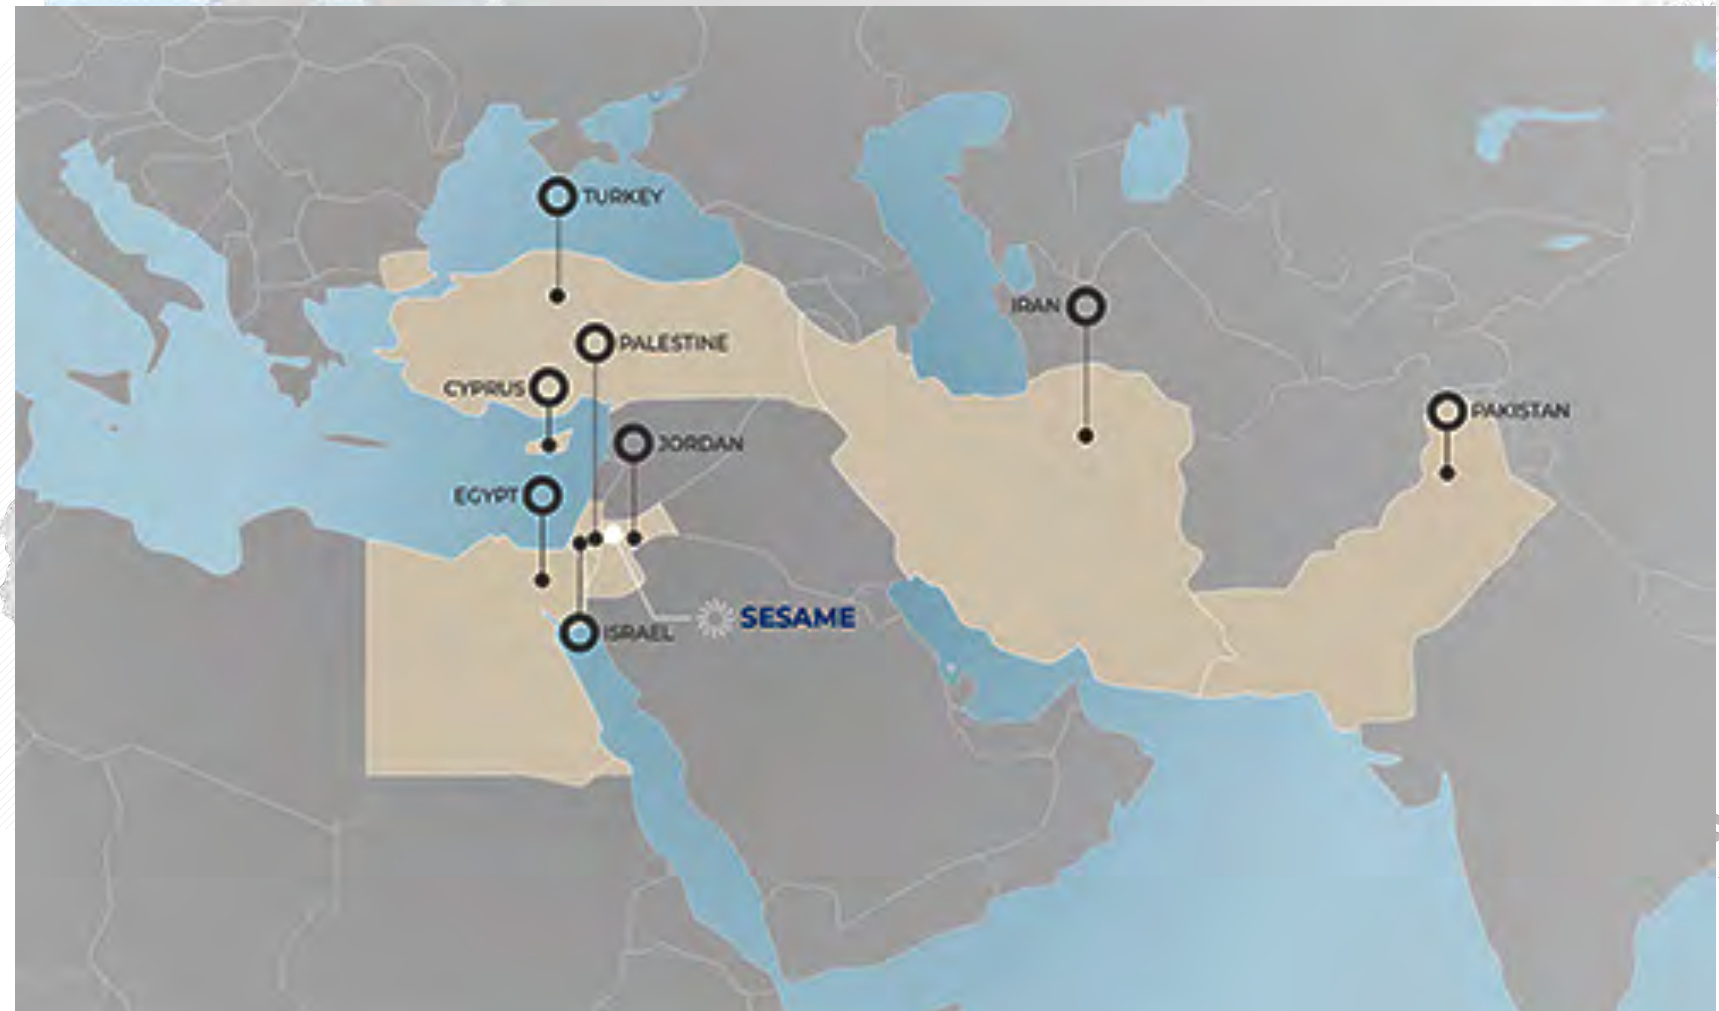 TURKEY
IRAN
PALESTINE
CYPRUS
PAKISTAN
JORDAN
EGYPT
SESAME
ISRAEL